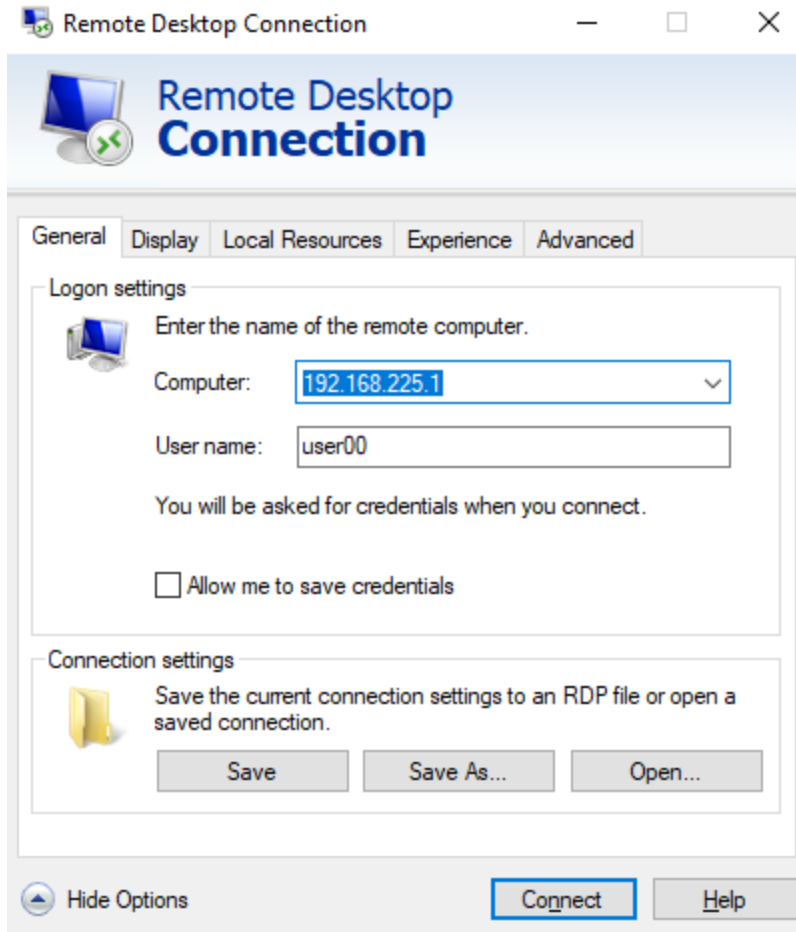 Remote Desktop Connection
Remote Desktop
Connection
General Display Local Resources Experience Advanced
Logon settings
Enter the name of the remote computer.
Computer: 192.168.225.1
User name: user00
You will be asked for credentials when you connect.
Allow me to save credentials
Connection settings
Save the current connection settings to an RDP file or open a
saved connection.
Save Save As... Open...
Hide Options Connect Help